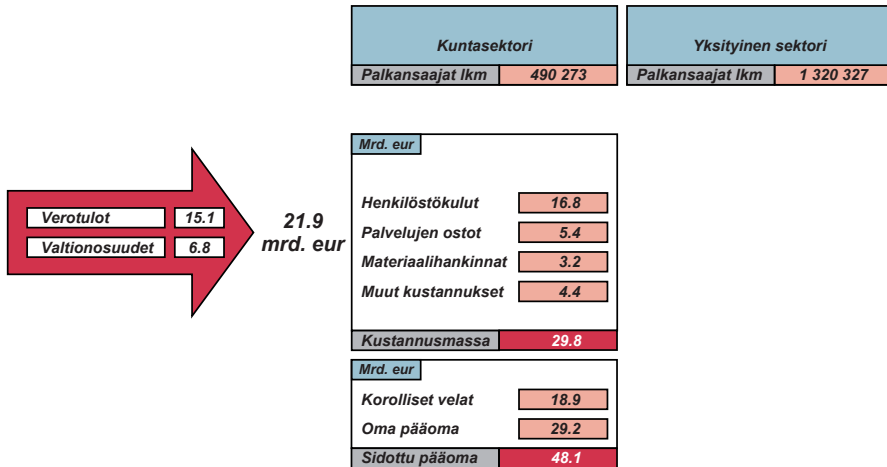 Kuntasektori
Palkansaajat lkm 490 273
Yksityinen sektori
Palkansaajat lkm 1 320 327
Verotulot 15.1
Valtionosuudet 6.8
21.9
mrd. eur
Mrd. eur
Henkilöstökulut 16.8
Palvelujen ostot 5.4
Materiaalihankinnat 3.2
Muut kustannukset 4.4
Kustannusmassa 29.8
Mrd. eur
Korolliset velat 18.9
Oma pääoma 29.2
Sidottu pääoma 48.1